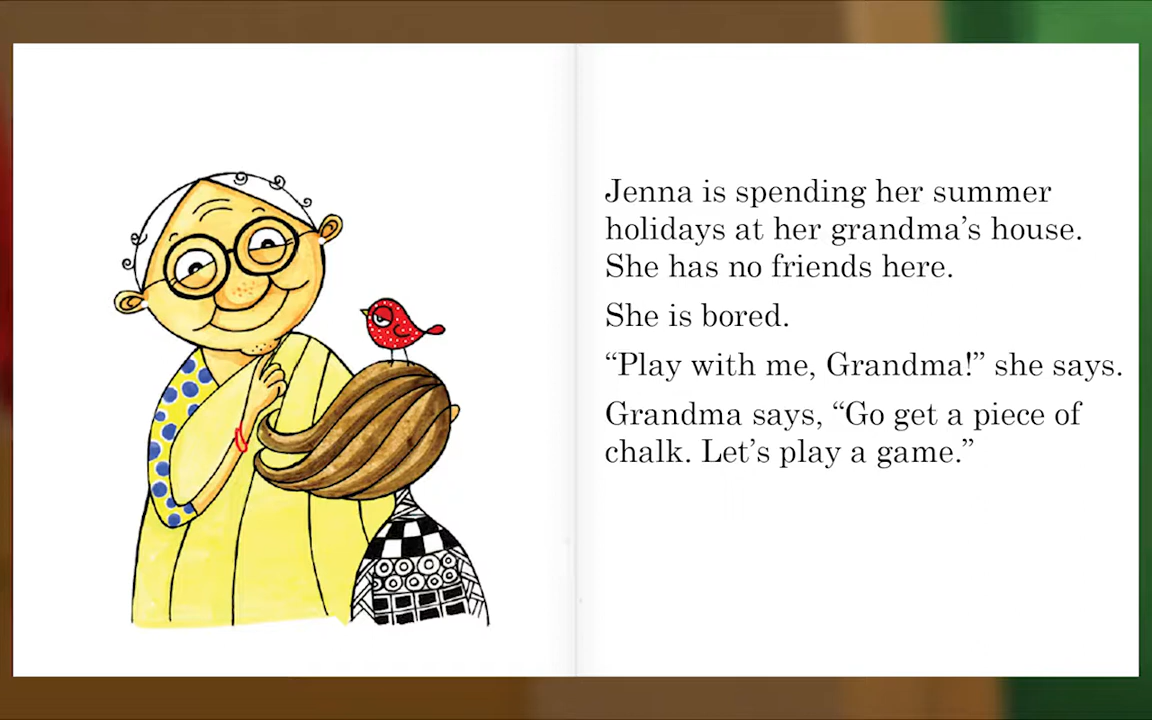 Jenna is spending her summer
holidays at her grandma’s house.
She has no friends here.
She is bored.
“Play with me, Grandma!” she says.
Grandma says, “Go get a piece of
chalk. Let’s play a game.”